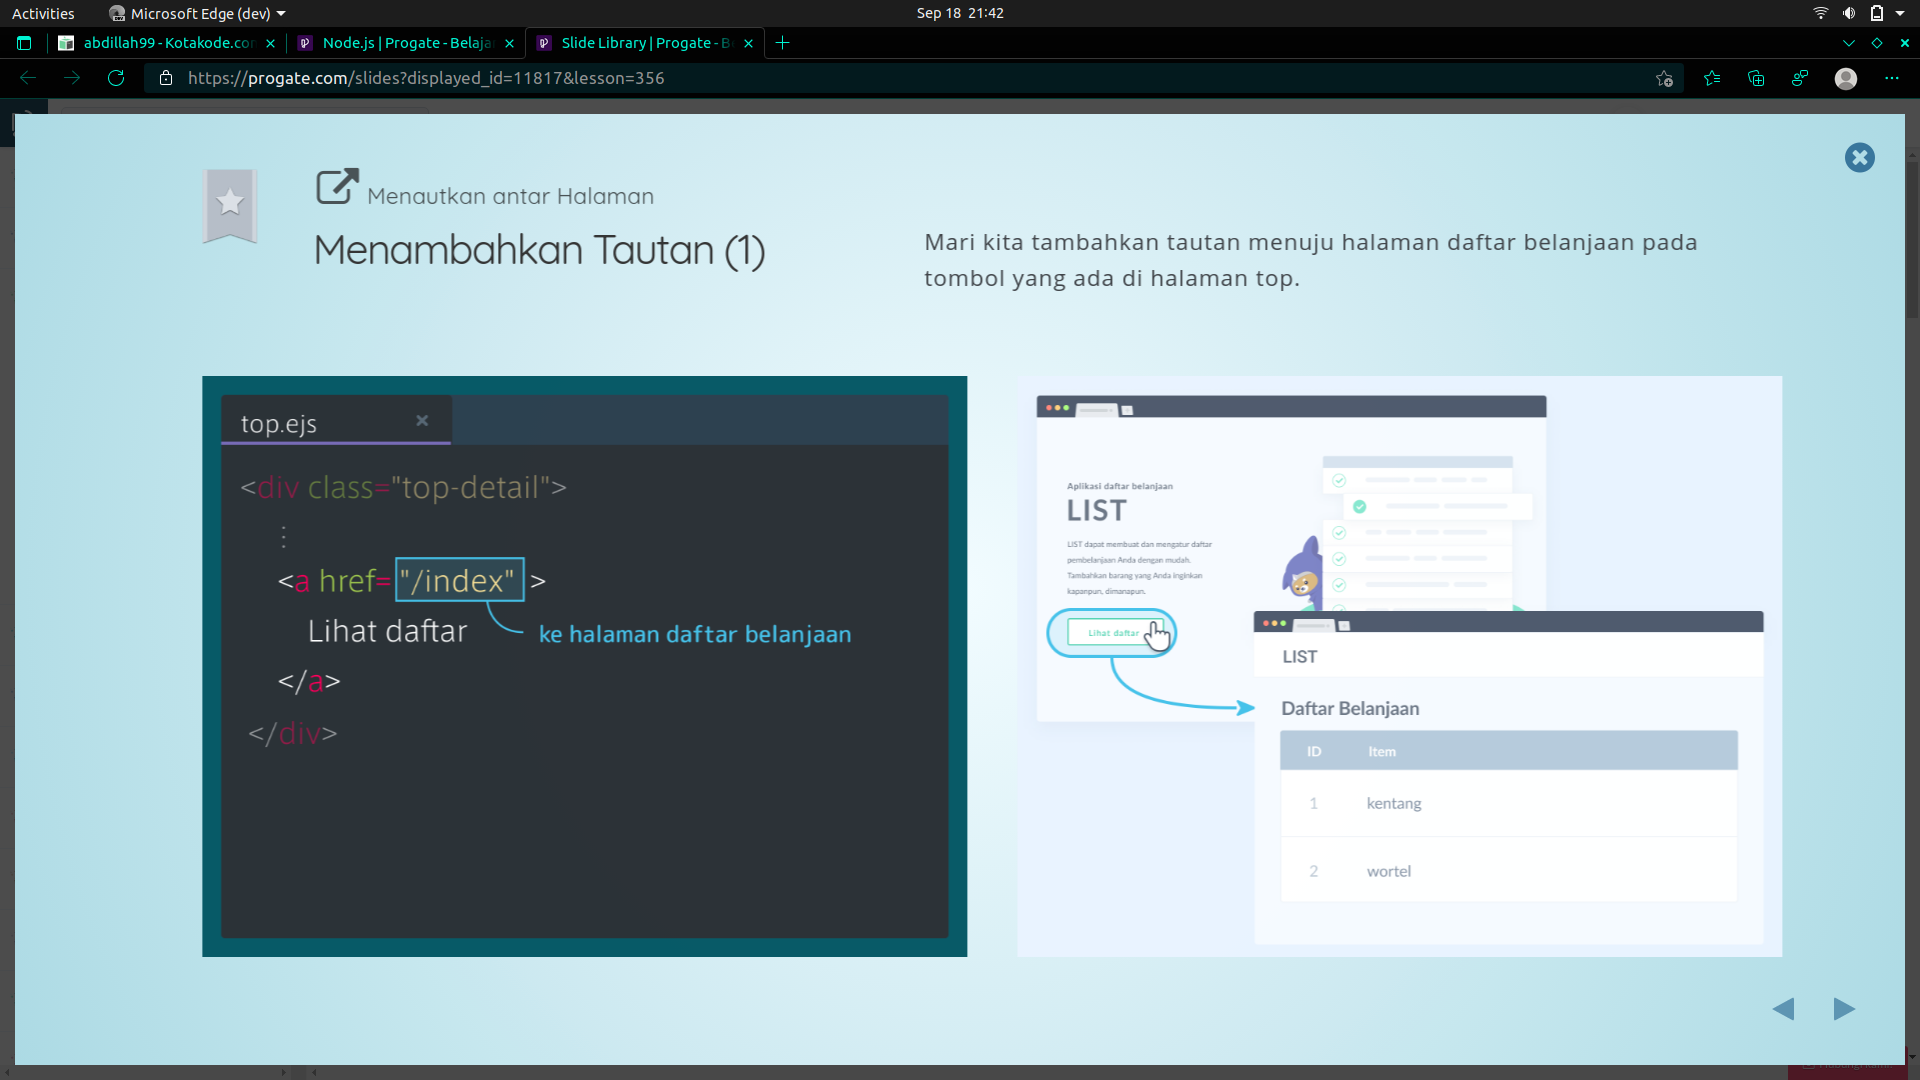 Activities
Microsoft Edge (dev)
Sep 18 21:42
abdillah99 - Kotakode.con
Node.js | Progate - Belaja
Slide Library | Progate - B
https://progate.com/slides?displayed_id=11817&lesson=356
Menautkan antar Halaman
Menambahkan Tautan (1)
Mari kita tambahkan tautan menuju halaman daftar belanjaan pada
tombol yang ada di halaman top.
top.ejs
<div class="top-detail">
<a href="/index" >
Lihat daftar
ke halaman daftar belanjaan
</a>
</div>
Aplikasi daftar belanjaan
LIST
LIST dapat membuat dan mengatur daftar
pembelanjaan Anda dengan mudah.
Tambahkan barang yang Anda inginkan
kapanpun, dimanapun.
Lihat daftar
LIST
Daftar Belanjaan
ID Item
1 kentang
2 wortel